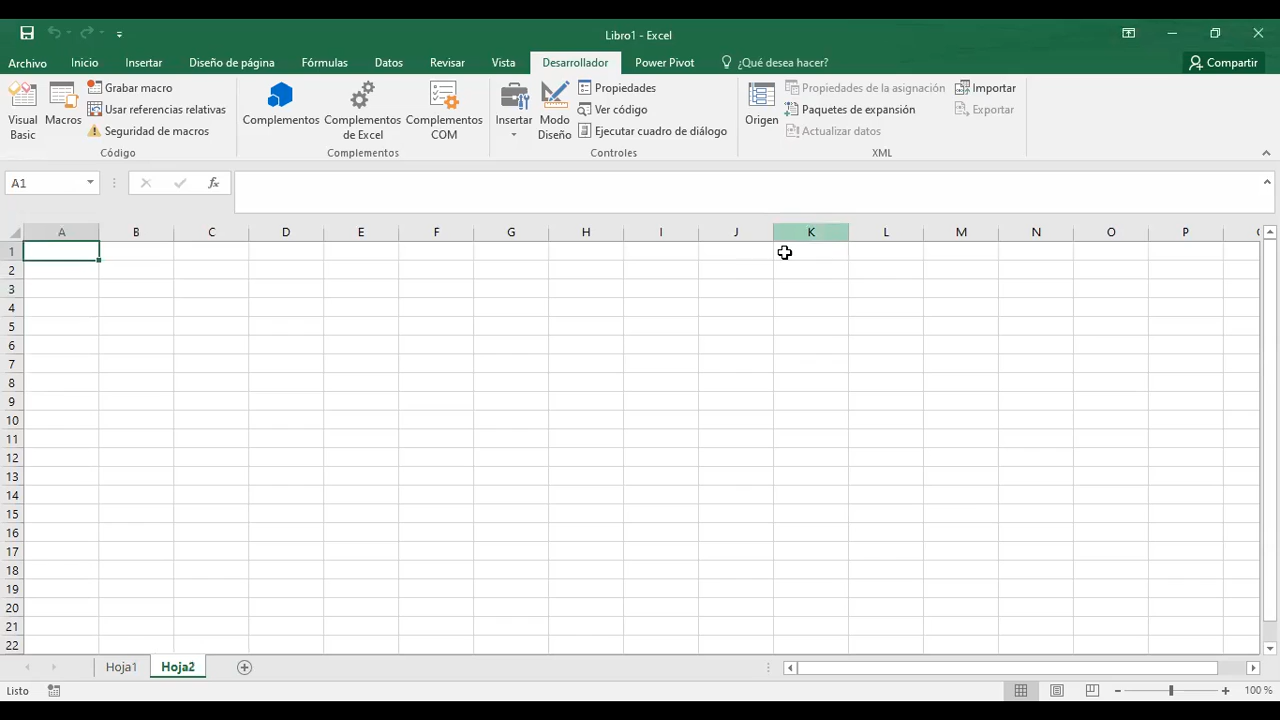 Libro1 - Excel
Archivo Inicio Insertar Diseño de página Fórmulas Datos Revisar Vista Desarrollador Power Pivot ¿Qué desea hacer? Compartir
Visual Basic
Macros
Grabar macro
Usar referencias relativas
Seguridad de macros
Código
Complementos
Complementos de Excel
Complementos COM
Complementos
Insertar
Modo Diseño
Propiedades
Ver código
Ejecutar cuadro de diálogo
Controles
Origen
Propiedades de la asignación
Paquetes de expansión
Actualizar datos
Importar
Exportar
XML
A1 fx
A B C D E F G H I J K L M N O P
1
2
3
4
5
6
7
8
9
10
11
12
13
14
15
16
17
18
19
20
21
22
Hoja1 Hoja2
Listo 100 %